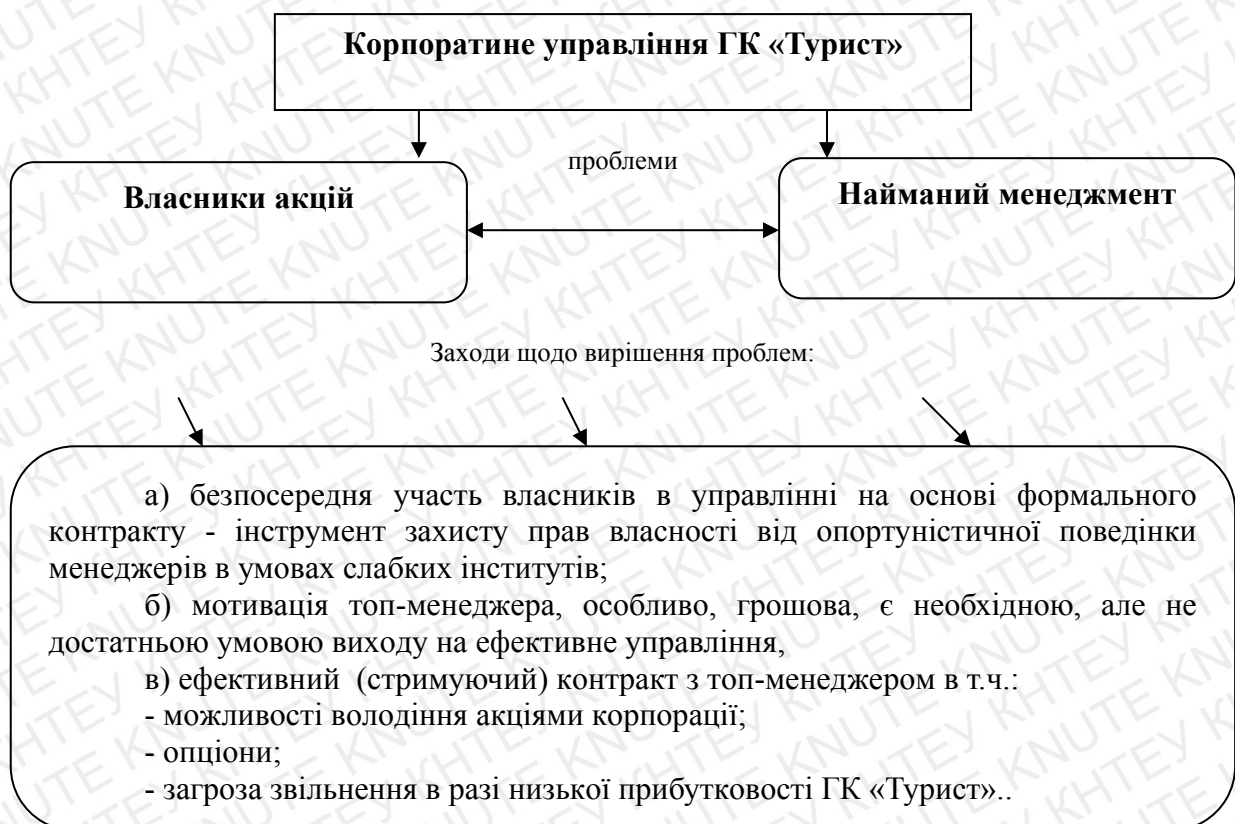 Корпоратине управління ГК «Турист»
проблеми
Власники акцій
Найманий менеджмент
Заходи щодо вирішення проблем:
а) безпосередня участь власників в управлінні на основі формального
контракту - інструмент захисту прав власності від опортуністичної поведінки
менеджерів в умовах слабких інститутів;
б) мотивація топ-менеджера, особливо, грошова, є необхідною, але не
достатньою умовою виходу на ефективне управління,
в) ефективний (стримуючий) контракт з топ-менеджером в т.ч.:
- можливості володіння акціями корпорації;
- опціони;
- загроза звільнення в разі низької прибутковості ГК «Турист»..